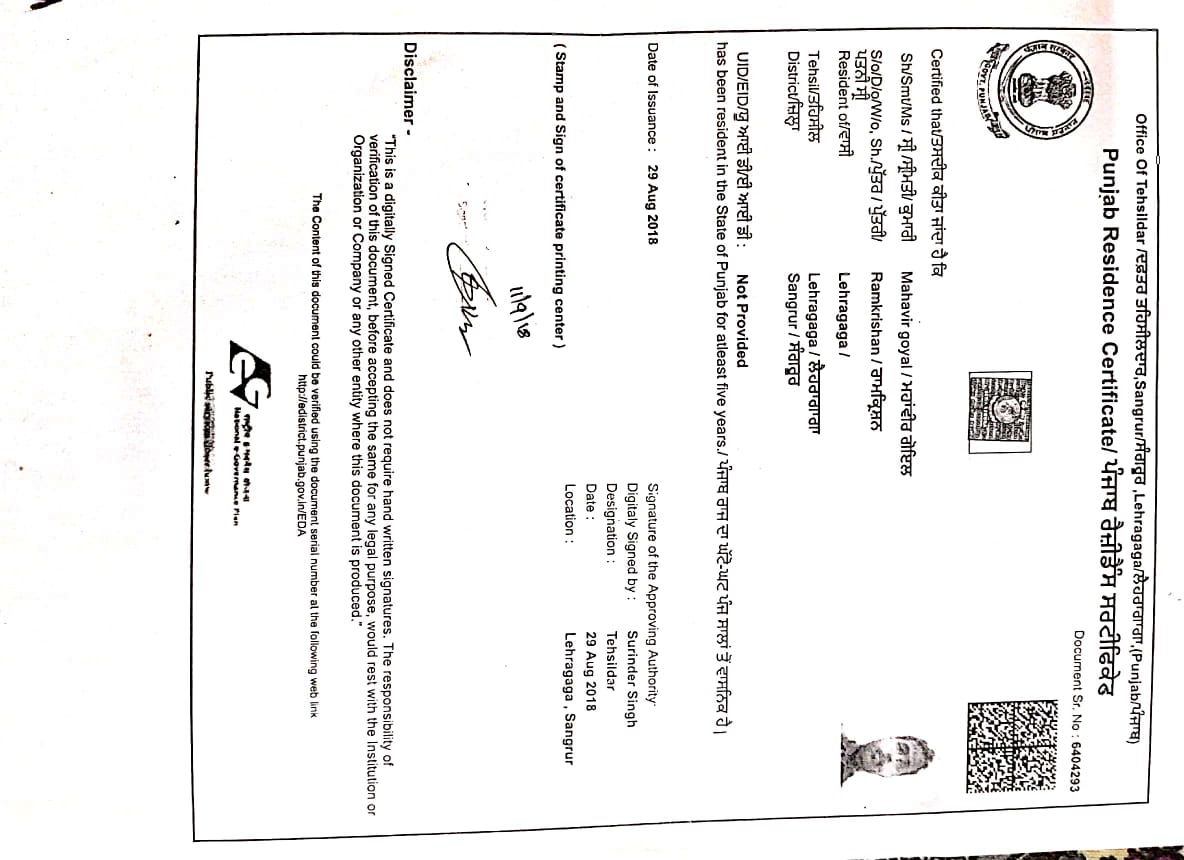 Office Of Tehsildar /ਦਫ਼ਤਰ ਤਹਿਸੀਲਦਾਰ,Sangrur/ਸੰਗਰੂਰ ,Lehragaga/ਲੈਹਰਾਗਾਗਾ,(Punjab/ਪੰਜਾਬ)
Punjab Residence Certificate/ ਪੰਜਾਬ ਰੈਜੀਡੈਂਸ ਸਰਟੀਫਿਕੇਟ
Document Sr. No : 6404293
ਪੰਜਾਬ ਸਰਕਾਰ
GOVT. PUNJAB
Certified that/ਤਸਦੀਕ ਕੀਤਾ ਜਾਂਦਾ ਹੈ ਕਿ
Sh/Smt/Ms / ਸ੍ਰੀ /ਸ੍ਰੀਮਤੀ/ ਕੁਮਾਰੀ Mahavir goyal / ਮਹਾਂਵੀਰ ਗੋਇਲ
S/o/D/o/W/o, Sh./ਪੁੱਤਰ / ਪੁੱਤਰੀ/ Ramkrishan / ਰਾਮਕ੍ਰਿਸ਼ਨ
ਪਤਨੀ ਸ੍ਰੀ
Resident of/ਵਾਸੀ Lehragaga /
Tehsil/ਤਹਿਸੀਲ Lehragaga / ਲੈਹਰਾਗਾਗਾ
District/ਜ਼ਿਲ੍ਹਾ Sangrur / ਸੰਗਰੂਰ
UID/EID/ਯੂ ਆਈ ਡੀ/ਈ ਆਈ ਡੀ : Not Provided
has been resident in the State of Punjab for atleast five years./ ਪੰਜਾਬ ਰਾਜ ਦਾ ਘੱਟੋ-ਘਟ ਪੰਜ ਸਾਲਾਂ ਤੋਂ ਵਾਸਨਿਕ ਹੈ।
Date of Issuance : 29 Aug 2018
Signature of the Approving Authority
Digitaly Signed by : Surinder Singh
Designation : Tehsildar
Date : 29 Aug 2018
Location : Lehragaga , Sangrur
( Stamp and Sign of certificate printing center )
11/9/18
Disclaimer -
"This is a digitally Signed Certificate and does not require hand written signatures. The responsibility of
verification of this document, before accepting the same for any legal purpose, would rest with the Institution or
Organization or Company or any other entity where this document is produced."
The Content of this document could be verified using the document serial number at the following web link
http://edistrict.punjab.gov.in/EDA
राष्ट्रीय ई-गवर्नेंस योजना
National e-Governance Plan